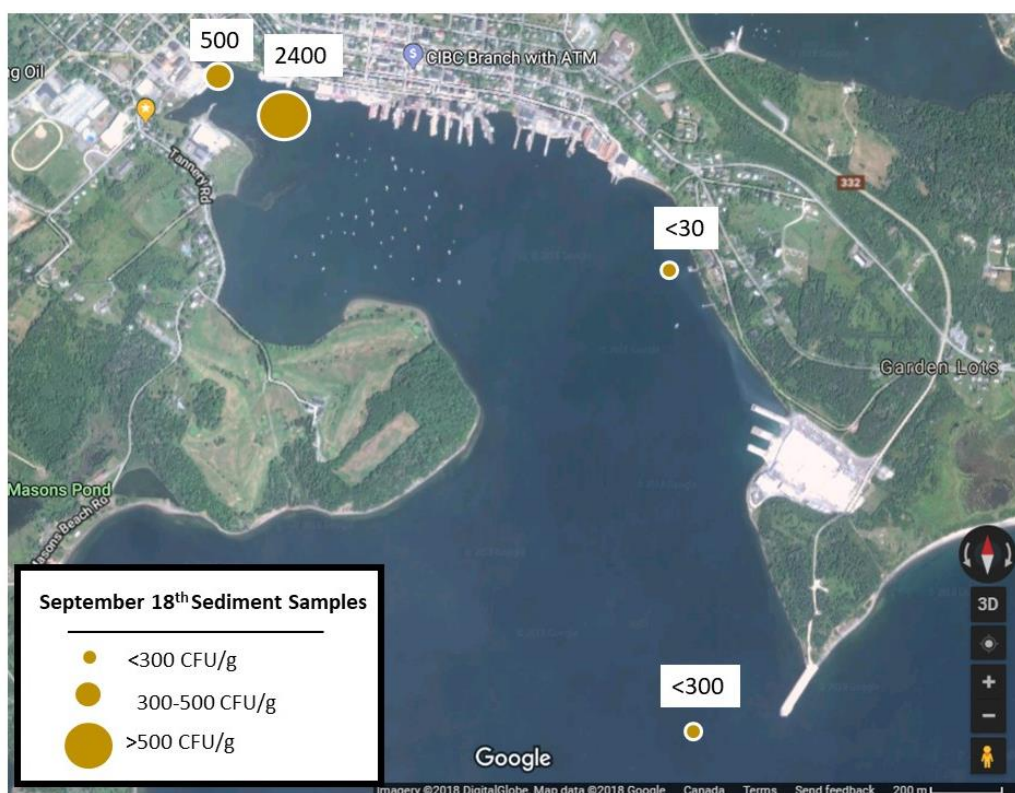 500
2400
CIBC Branch with ATM
ng Oil
Tannery Rd
332
<30
Garden Lots
Masons Pond
Masons Beach Rd
September 18th Sediment Samples
<300 CFU/g
300-500 CFU/g
>500 CFU/g
<300
3D
+
−
Google
Imagery ©2018 DigitalGlobe, Map data ©2018 Google Canada Terms Send feedback 200 m